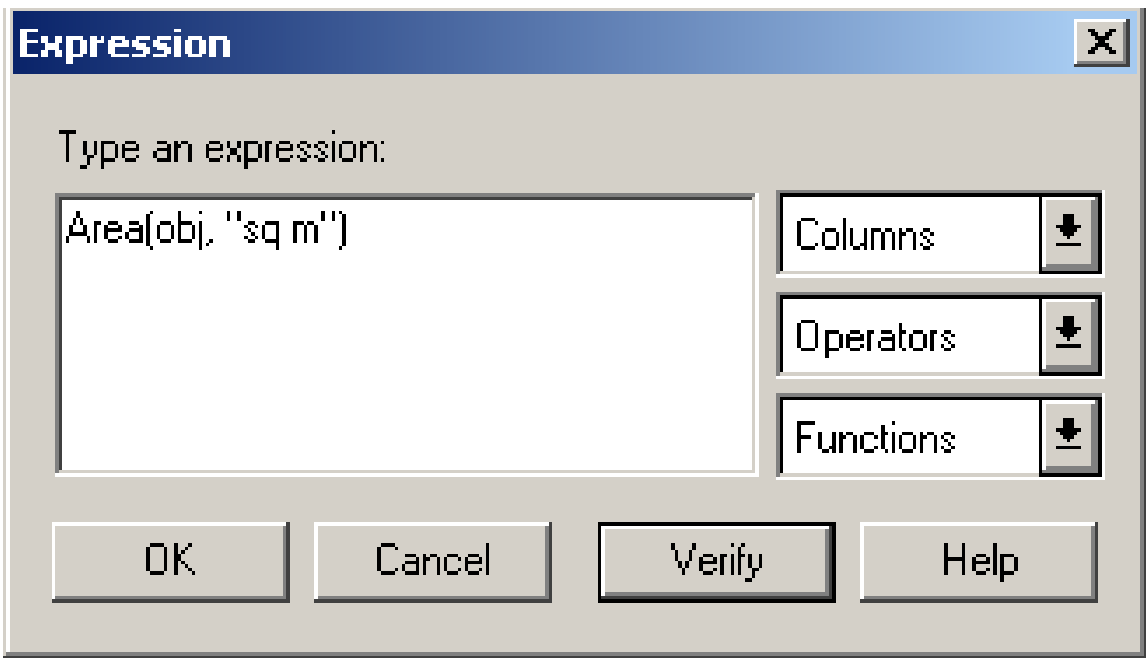 Expression
Type an expression:
Area(obj, "sq m")
Columns
Operators
Functions
OK
Cancel
Verify
Help